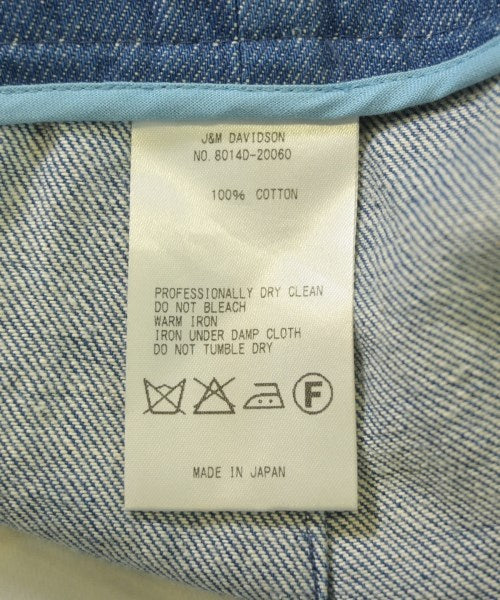 J&M DAVIDSON
NO. 8014D-20060
100% COTTON
PROFESSIONALLY DRY CLEAN
DO NOT BLEACH
WARM IRON
IRON UNDER DAMP CLOTH
DO NOT TUMBLE DRY
F
MADE IN JAPAN